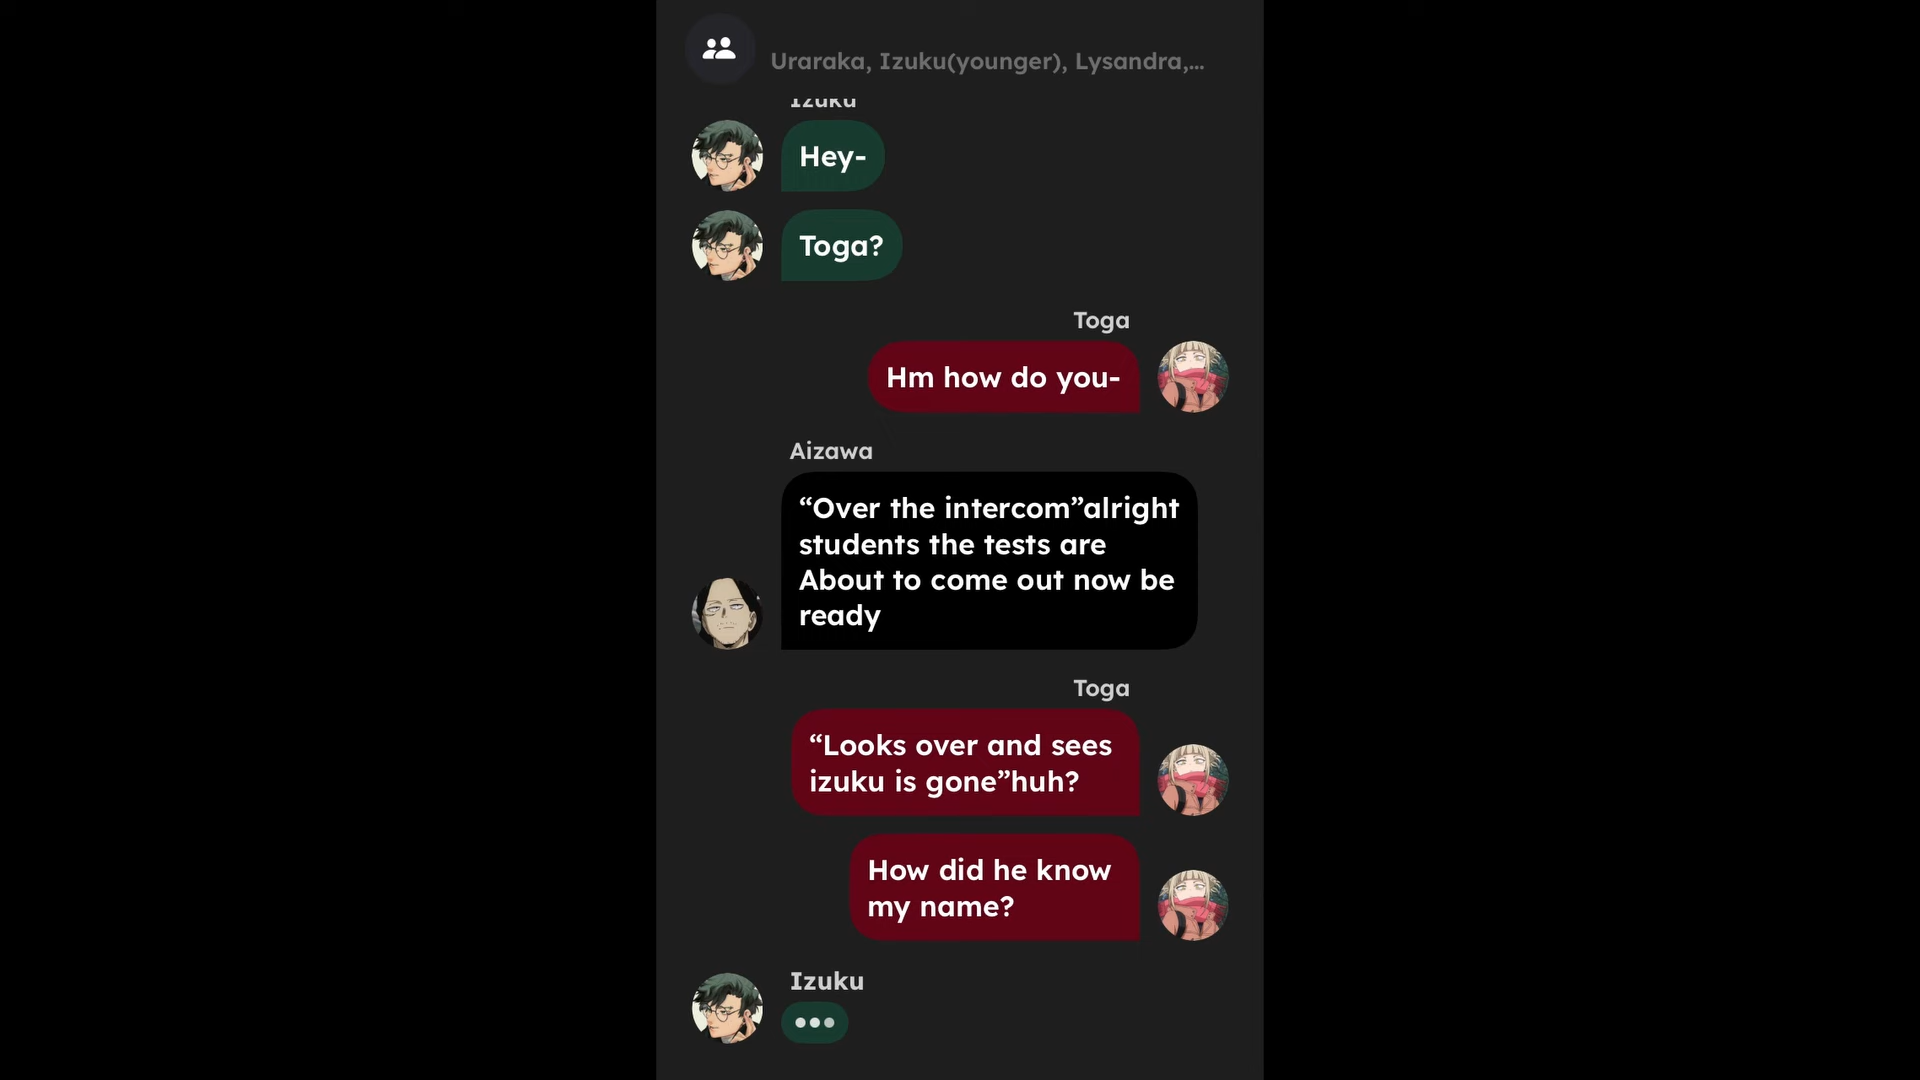 Uraraka, Izuku(younger), Lysandra,...
Izuku
Hey-
Toga?
Toga
Hm how do you-
Aizawa
“Over the intercom”alright
students the tests are
About to come out now be
ready
Toga
“Looks over and sees
izuku is gone”huh?
How did he know
my name?
Izuku